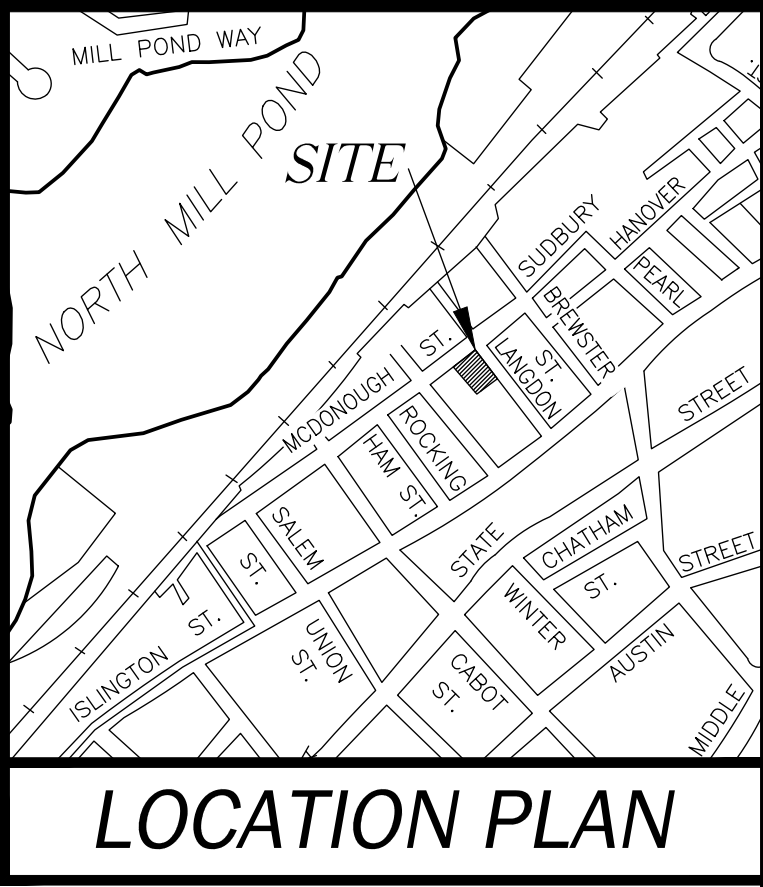 MILL POND WAY
NORTH MILL POND
SITE
SUDBURY
HANOVER
PEARL
BREWSTER
ST.
LANGDON
ST.
MCDONOUGH
ST.
ROCKING
HAM ST.
STREET
SALEM
ST.
STATE
CHATHAM
ST.
STREET
WINTER
AUSTIN
UNION
ST.
CABOT
ST.
ISLINGTON
ST.
MIDDLE
LOCATION PLAN